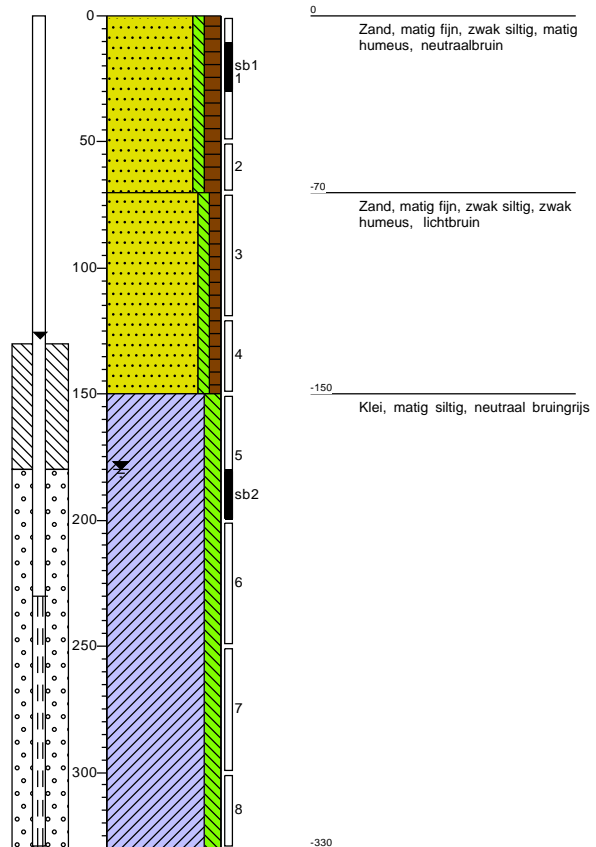 0
50
100
150
200
250
300
sb1
1
2
3
4
5
sb2
6
7
8
0
Zand, matig fijn, zwak siltig, matig
humeus, neutraalbruin
-70
Zand, matig fijn, zwak siltig, zwak
humeus, lichtbruin
-150
Klei, matig siltig, neutraal bruingrijs
-330